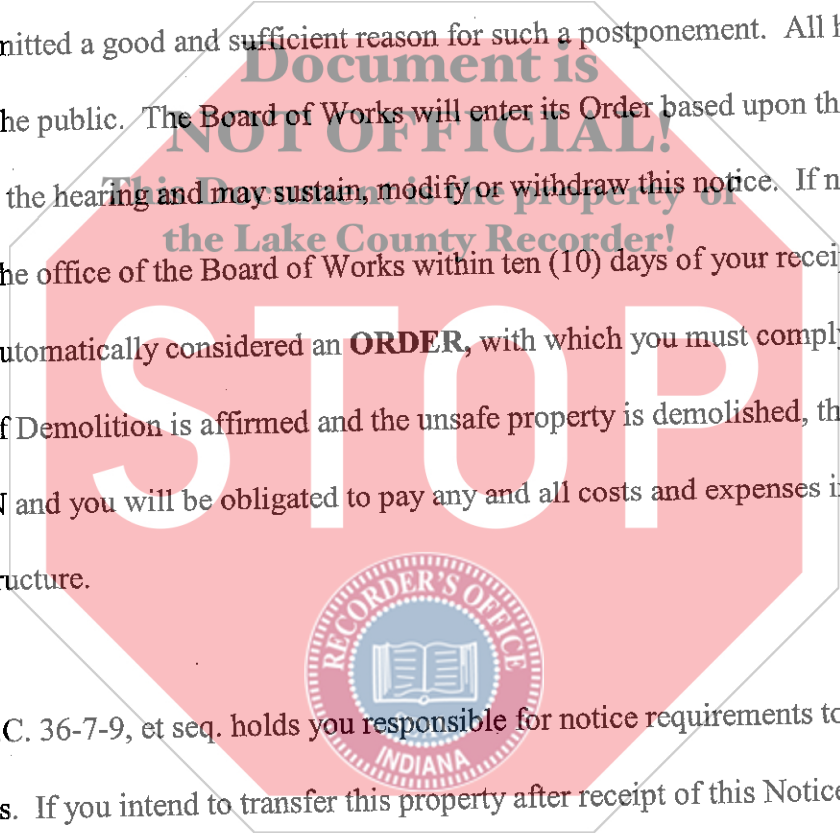 nitted a good and sufficient reason for such a postponement. All h
Document is
he public. The Board of Works will enter its Order based upon th
NOT OFFICIAL!
the hearing and may sustain, modify or withdraw this notice. If n
This Document is the property of
the Lake County Recorder!
he office of the Board of Works within ten (10) days of your recei
utomatically considered an ORDER, with which you must comply
STOP
f Demolition is affirmed and the unsafe property is demolished, th
N and you will be obligated to pay any and all costs and expenses i
ructure.
RECORDER'S OFFICE
C. 36-7-9, et seq. holds you responsible for notice requirements to
INDIANA
s. If you intend to transfer this property after receipt of this Notice